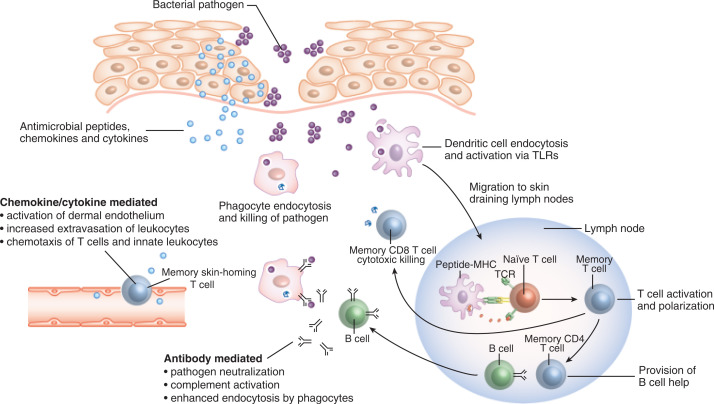 Bacterial pathogen
Antimicrobial peptides,
chemokines and cytokines
Dendritic cell endocytosis
and activation via TLRs
Phagocyte endocytosis
and killing of pathogen
Migration to skin
draining lymph nodes
Chemokine/cytokine mediated
• activation of dermal endothelium
• increased extravasation of leukocytes
• chemotaxis of T cells and innate leukocytes
Memory skin-homing
T cell
Memory CD8 T cell
cytotoxic killing
Lymph node
Peptide-MHC
Naïve T cell
TCR
Memory
T cell
T cell activation
and polarization
B cell
B cell
Memory CD4
T cell
Provision of
B cell help
Antibody mediated
• pathogen neutralization
• complement activation
• enhanced endocytosis by phagocytes